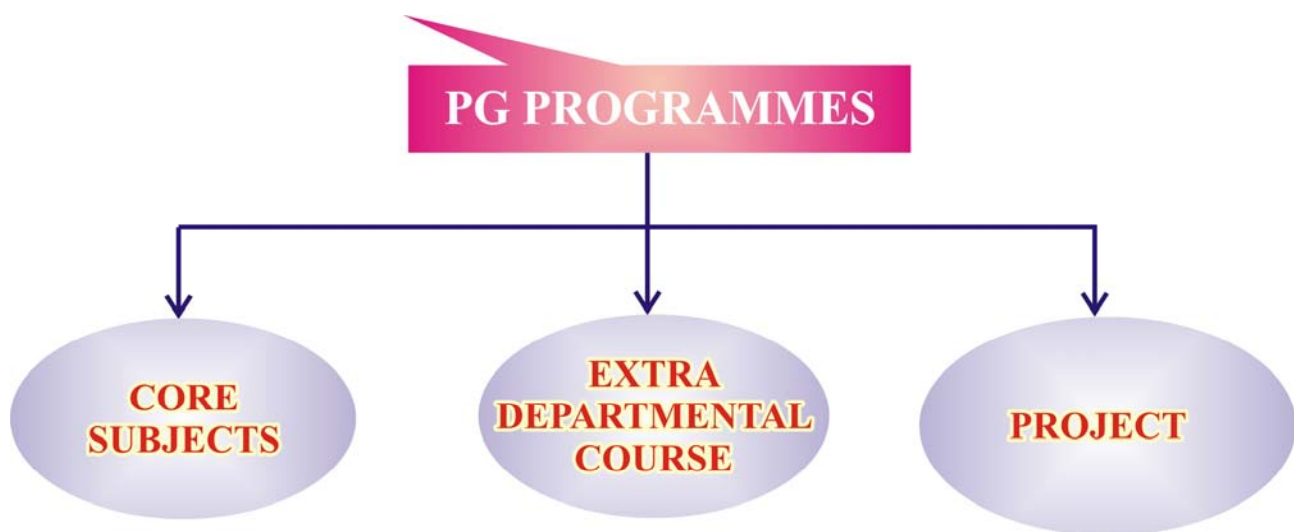 PG PROGRAMMES
CORE
SUBJECTS
EXTRA
DEPARTMENTAL
COURSE
PROJECT